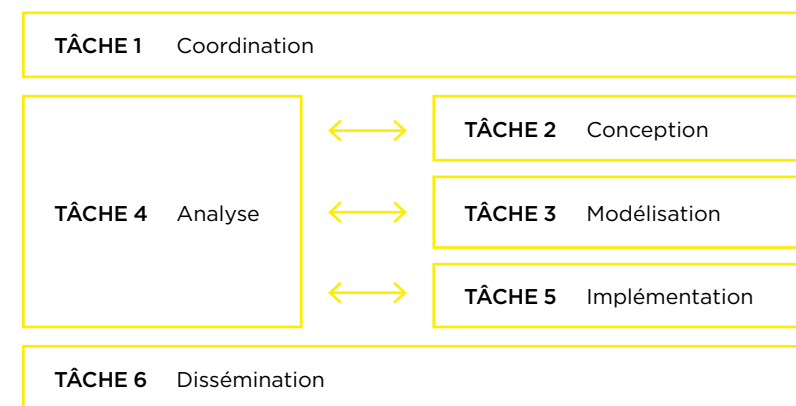 TÂCHE 1 Coordination
TÂCHE 2 Conception
TÂCHE 4 Analyse
TÂCHE 3 Modélisation
TÂCHE 5 Implémentation
TÂCHE 6 Dissémination